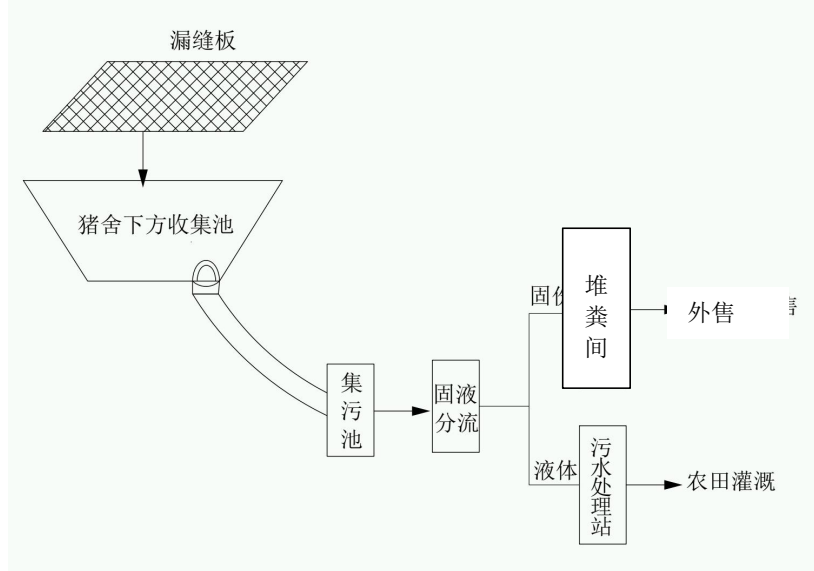 漏缝板
猪舍下方收集池
集污池
固液
分流
固
堆粪间
外售
售
液体
污水处理站
农田灌溉